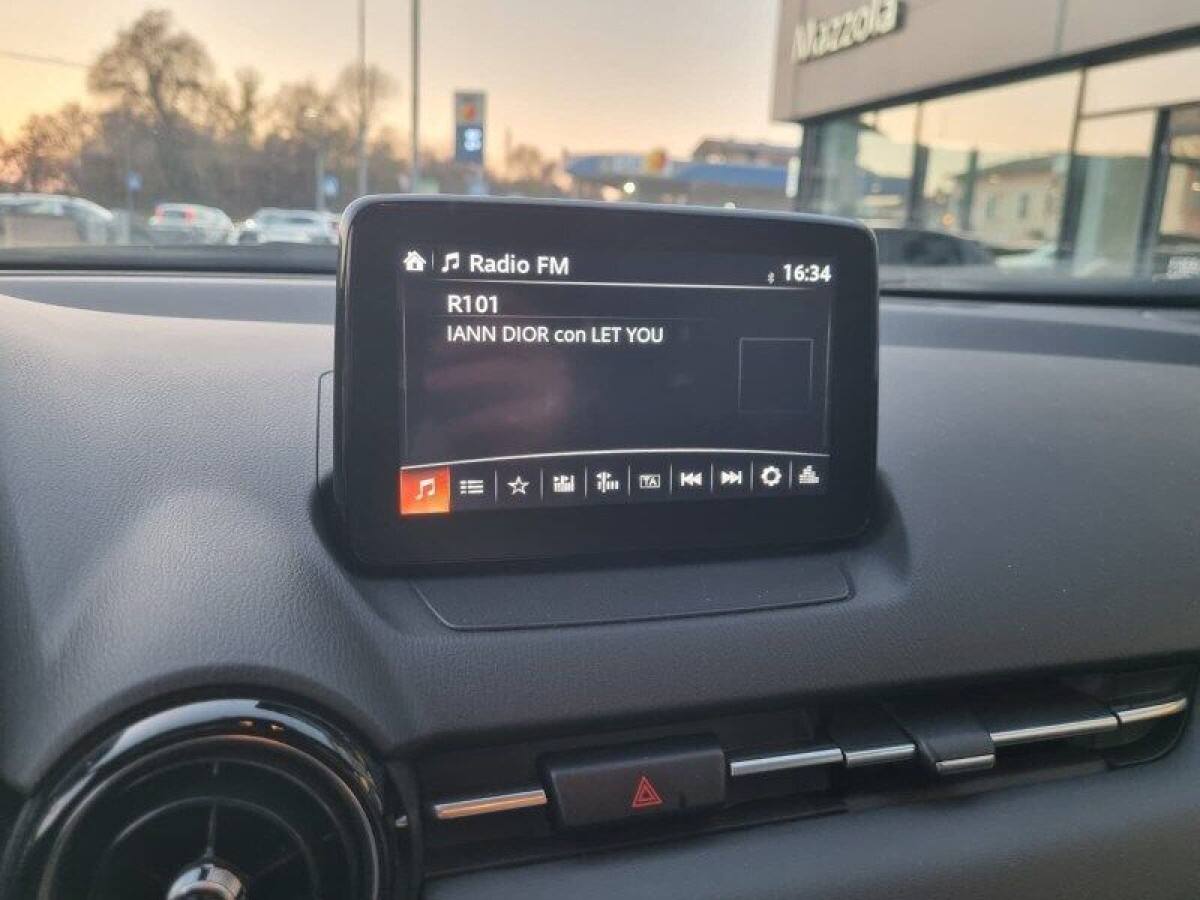 Mazzola
Radio FM
16:34
R101
IANN DIOR con LET YOU
TA